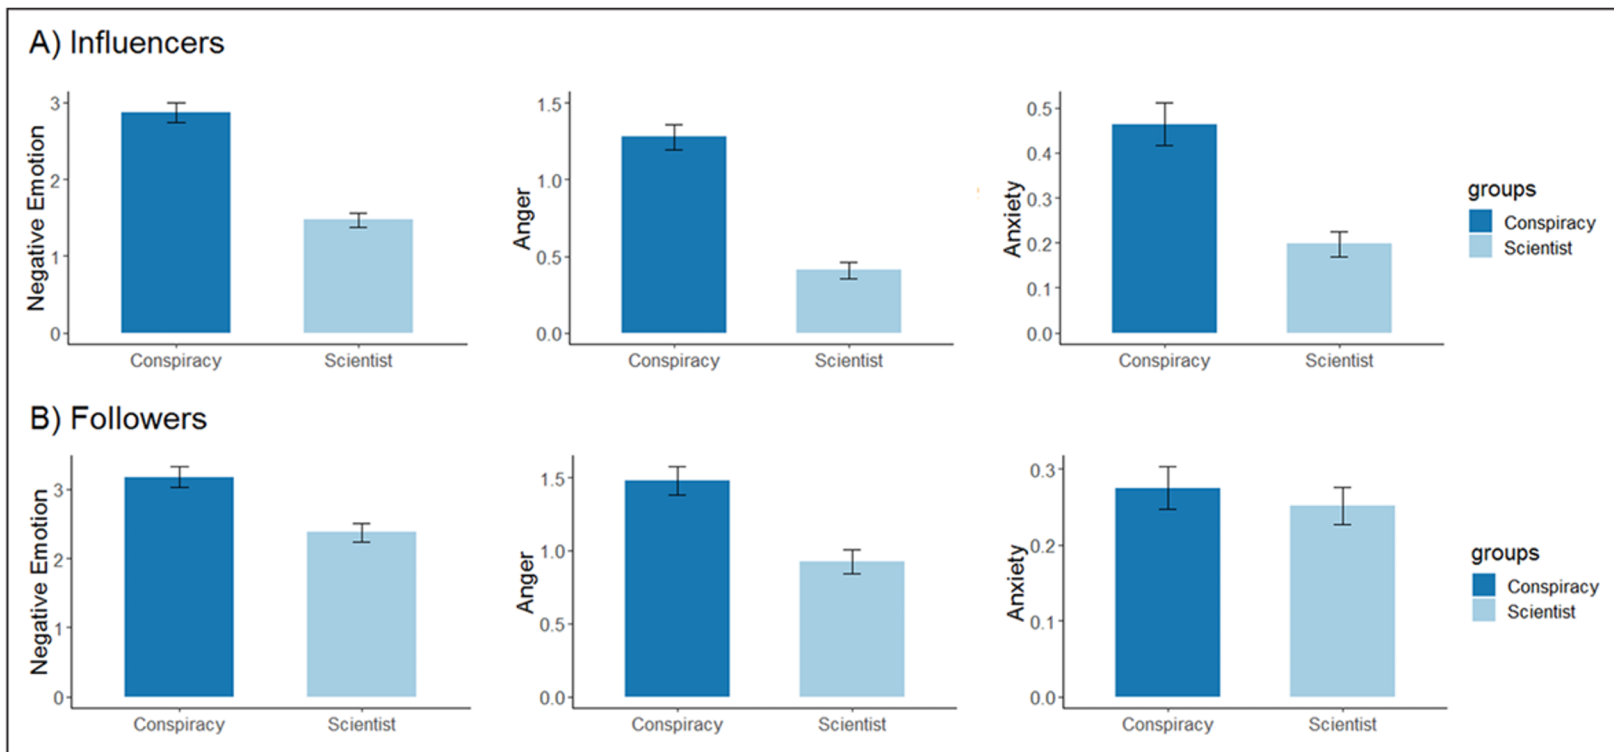 A) Influencers
Negative Emotion
3
2
1
0
Conspiracy
Scientist
Anger
1.5
1.0
0.5
0.0
Conspiracy
Scientist
Anxiety
0.5
0.4
0.3
0.2
0.1
0.0
Conspiracy
Scientist
groups
Conspiracy
Scientist
B) Followers
Negative Emotion
3
2
1
0
Conspiracy
Scientist
Anger
1.5
1.0
0.5
0.0
Conspiracy
Scientist
Anxiety
0.3
0.2
0.1
0.0
Conspiracy
Scientist
groups
Conspiracy
Scientist